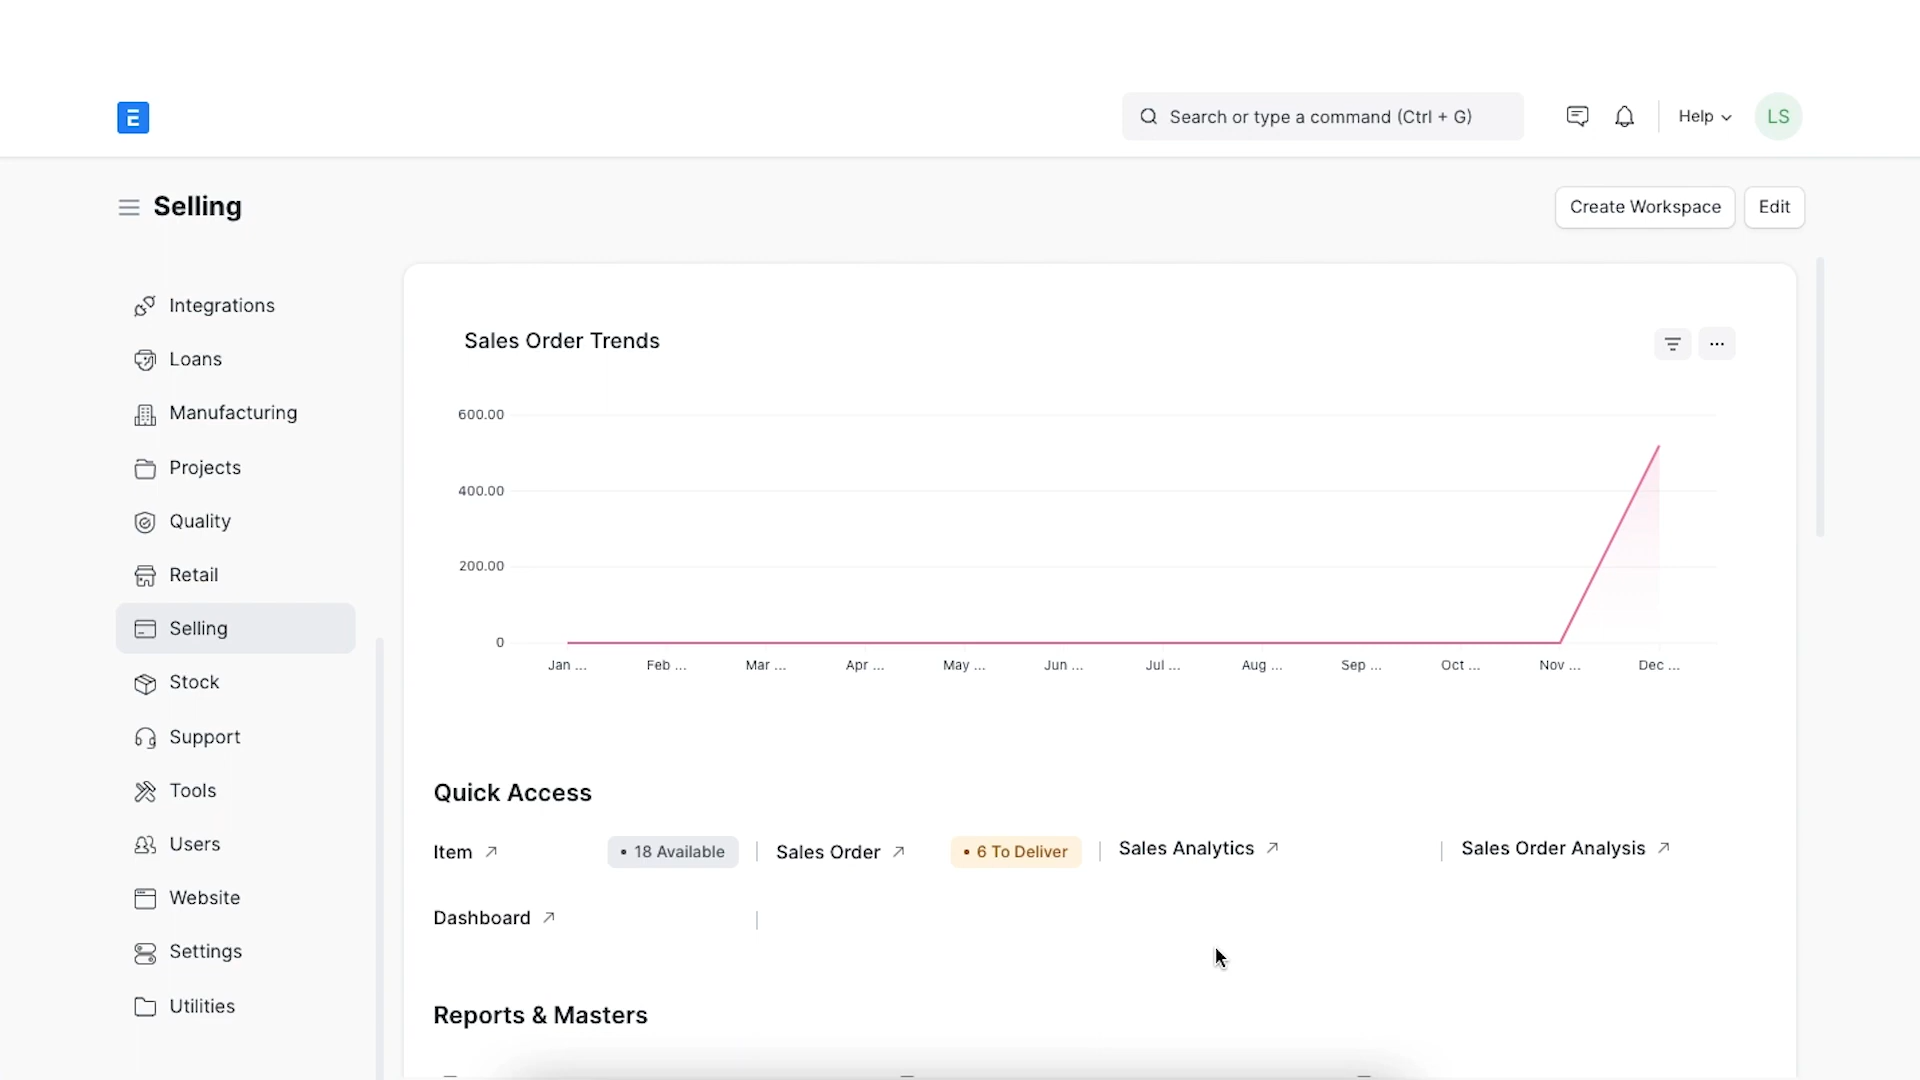 E
Search or type a command (Ctrl + G)
Help
LS
Selling
Create Workspace
Edit
Integrations
Loans
Manufacturing
Projects
Quality
Retail
Selling
Stock
Support
Tools
Users
Website
Settings
Utilities
Sales Order Trends
...
600.00
400.00
200.00
0
Jan ... Feb ... Mar ... Apr ... May ... Jun ... Jul ... Aug ... Sep ... Oct ... Nov ... Dec ...
Quick Access
Item ↗ • 18 Available | Sales Order ↗ • 6 To Deliver | Sales Analytics ↗ | Sales Order Analysis ↗
Dashboard ↗ |
Reports & Masters